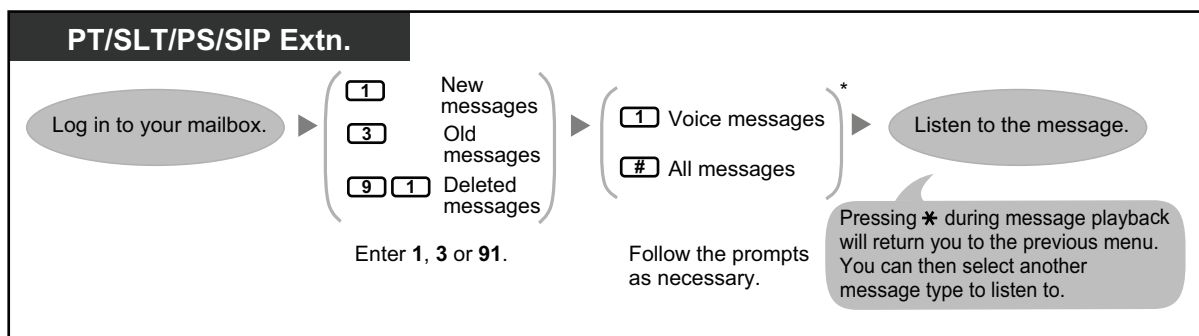 PT/SLT/PS/SIP Extn.
Log in to your mailbox.
1 New
messages
3 Old
messages
9 1 Deleted
messages
Enter 1, 3 or 91.
*
1 Voice messages
# All messages
Follow the prompts
as necessary.
Listen to the message.
Pressing * during message playback
will return you to the previous menu.
You can then select another
message type to listen to.